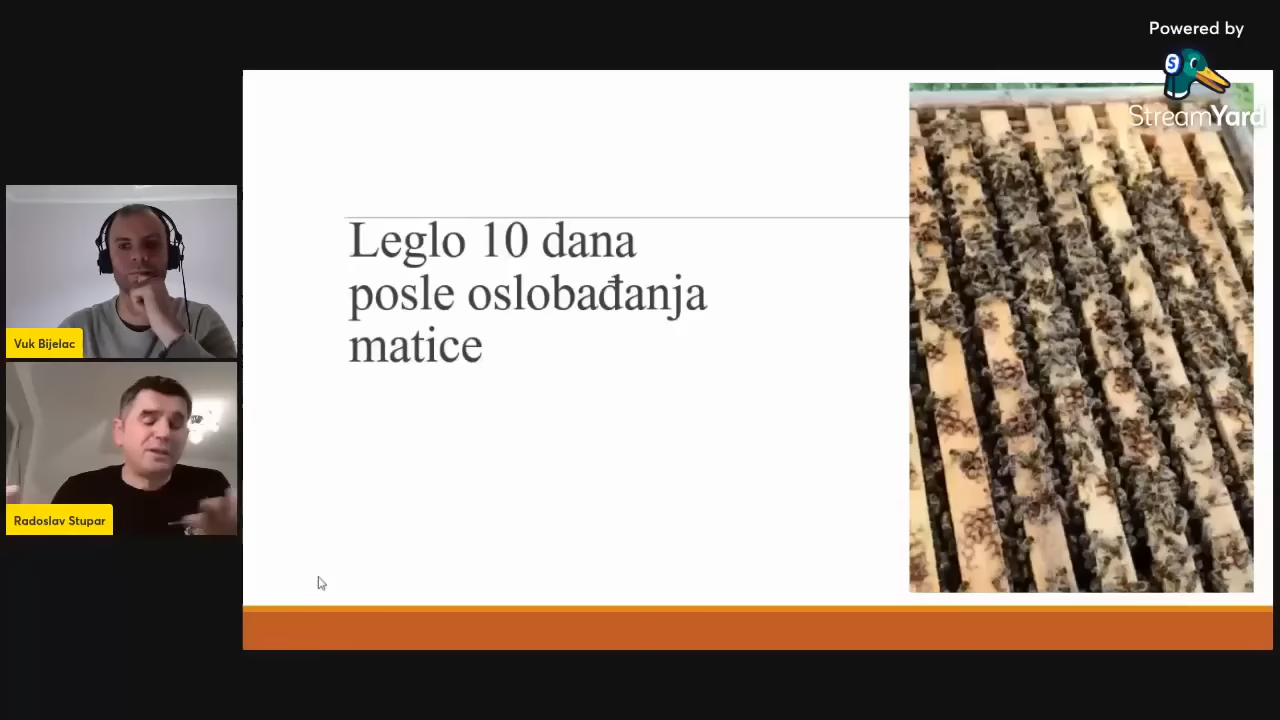 Powered by
StreamYard
Leglo 10 dana
posle oslobađanja
matice
Vuk Bijelac
Radoslav Stupar